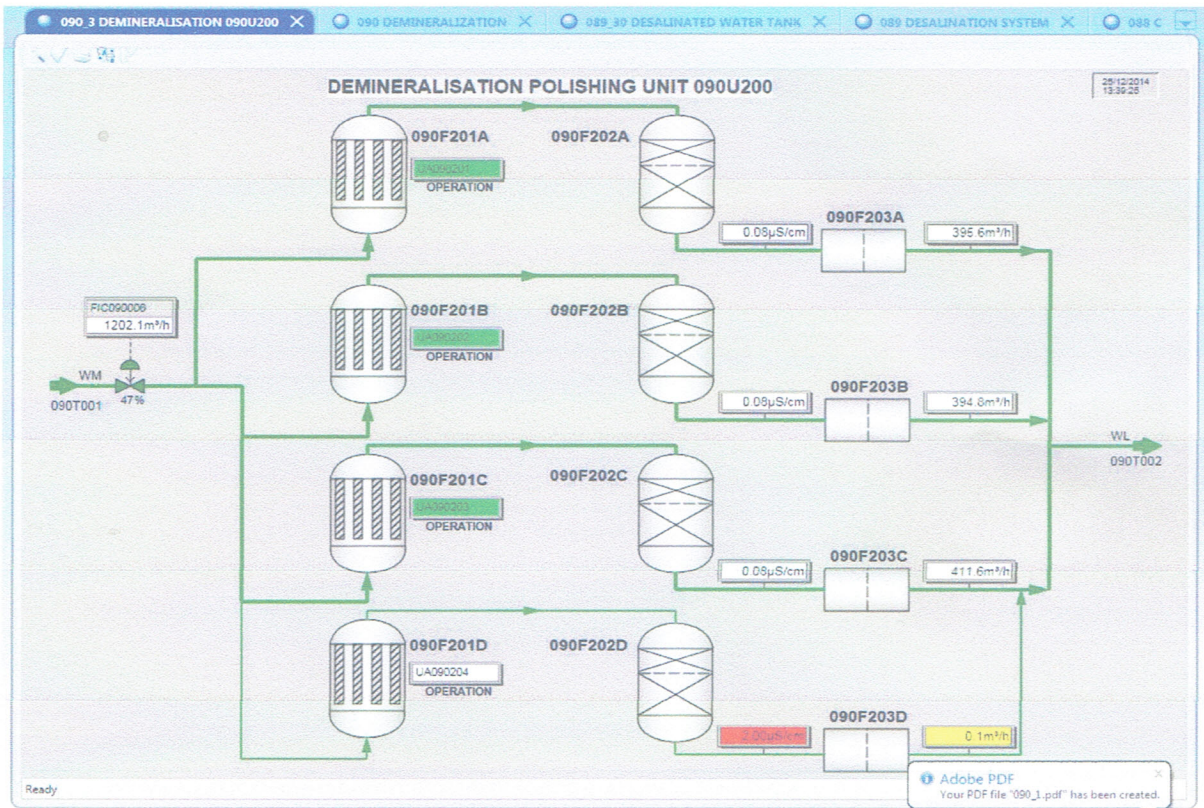 090_3 DEMINERALISATION 090U200
090 DEMINERALIZATION
089_30 DESALINATED WATER TANK
089 DESALINATION SYSTEM
088 C
DEMINERALISATION POLISHING UNIT 090U200
13:39:25
090F201A
UA090201
OPERATION
090F202A
0.08µS/cm
090F203A
395.6m³/h
FIC090006
1202.1m³/h
WM
090T001
47%
090F201B
UA090202
OPERATION
090F202B
0.08µS/cm
090F203B
394.8m³/h
WL
090T002
090F201C
UA090203
OPERATION
090F202C
0.08µS/cm
090F203C
411.6m³/h
090F201D
UA090204
OPERATION
090F202D
090F203D
0.1m³/h
Adobe PDF
Your PDF file "090_1.pdf" has been created.
Ready